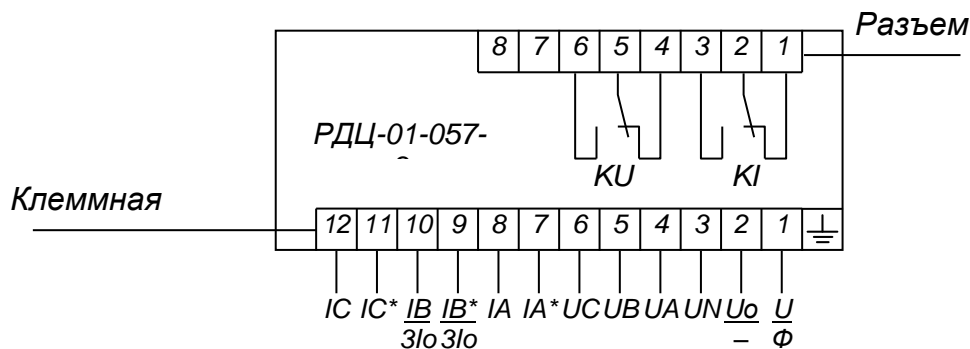 Разъем
8 7 6 5 4 3 2 1
РДЦ-01-057-
KU KI
Клеммная
12 11 10 9 8 7 6 5 4 3 2 1
IC IC* IB IB* IA IA* UC UB UA UN Uo U
3Io 3Io – Ф